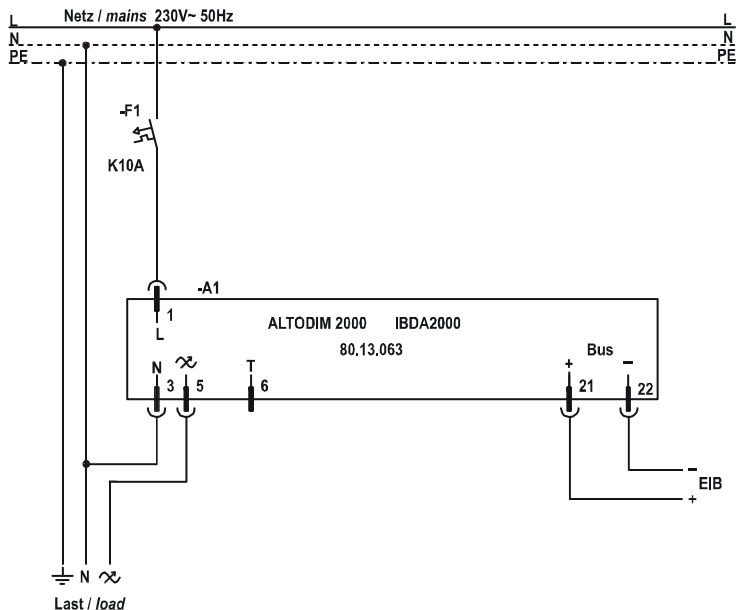 Netz / mains 230V~ 50Hz
L L
N N
PE PE
-F1
K10A
-A1
1
L
ALTODIM 2000 IBDA2000
80.13.063
N T + Bus -
3 5 6 21 22
-
EIB
+
N
Last / load